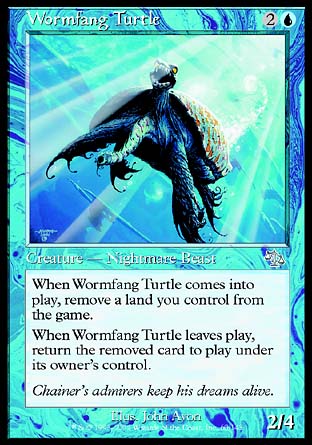 Wormfang Turtle 2
Creature — Nightmare Beast
When Wormfang Turtle comes into
play, remove a land you control from
the game.
When Wormfang Turtle leaves play,
return the removed card to play under
its owner's control.
Chainer's admirers keep his dreams alive.
Illus. John Avon
2/4